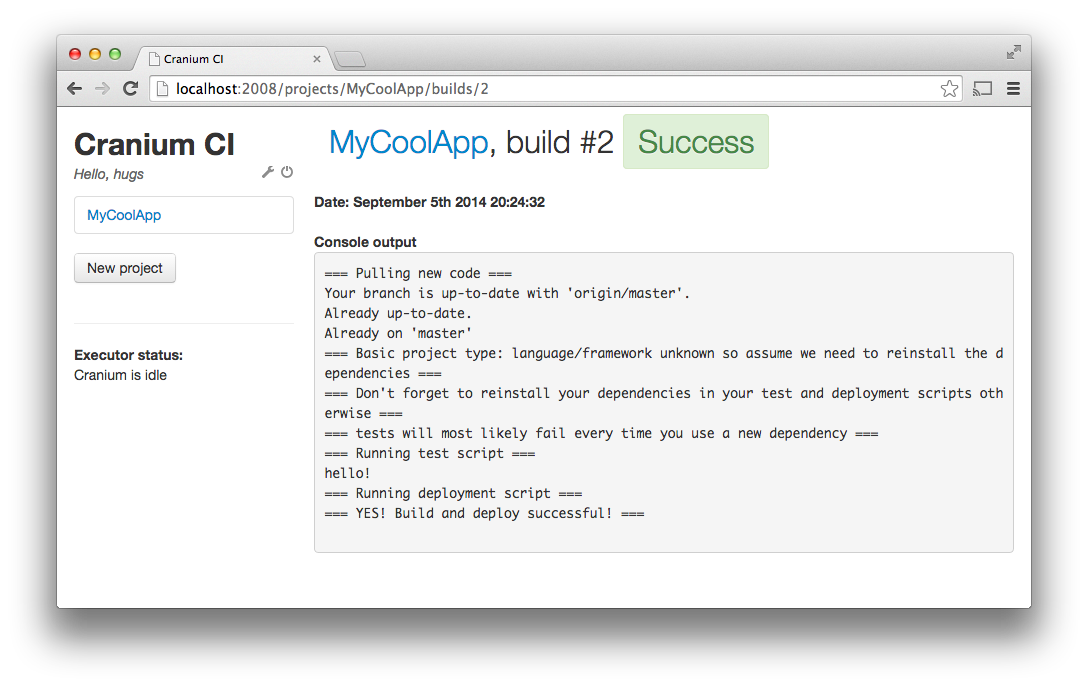 Cranium CI
localhost:2008/projects/MyCoolApp/builds/2
Cranium CI
Hello, hugs
MyCoolApp
New project
Executor status:
Cranium is idle
MyCoolApp, build #2 Success
Date: September 5th 2014 20:24:32
Console output
=== Pulling new code ===
Your branch is up-to-date with 'origin/master'.
Already up-to-date.
Already on 'master'
=== Basic project type: language/framework unknown so assume we need to reinstall the d
ependencies ===
=== Don't forget to reinstall your dependencies in your test and deployment scripts oth
erwise ===
=== tests will most likely fail every time you use a new dependency ===
=== Running test script ===
hello!
=== Running deployment script ===
=== YES! Build and deploy successful! ===